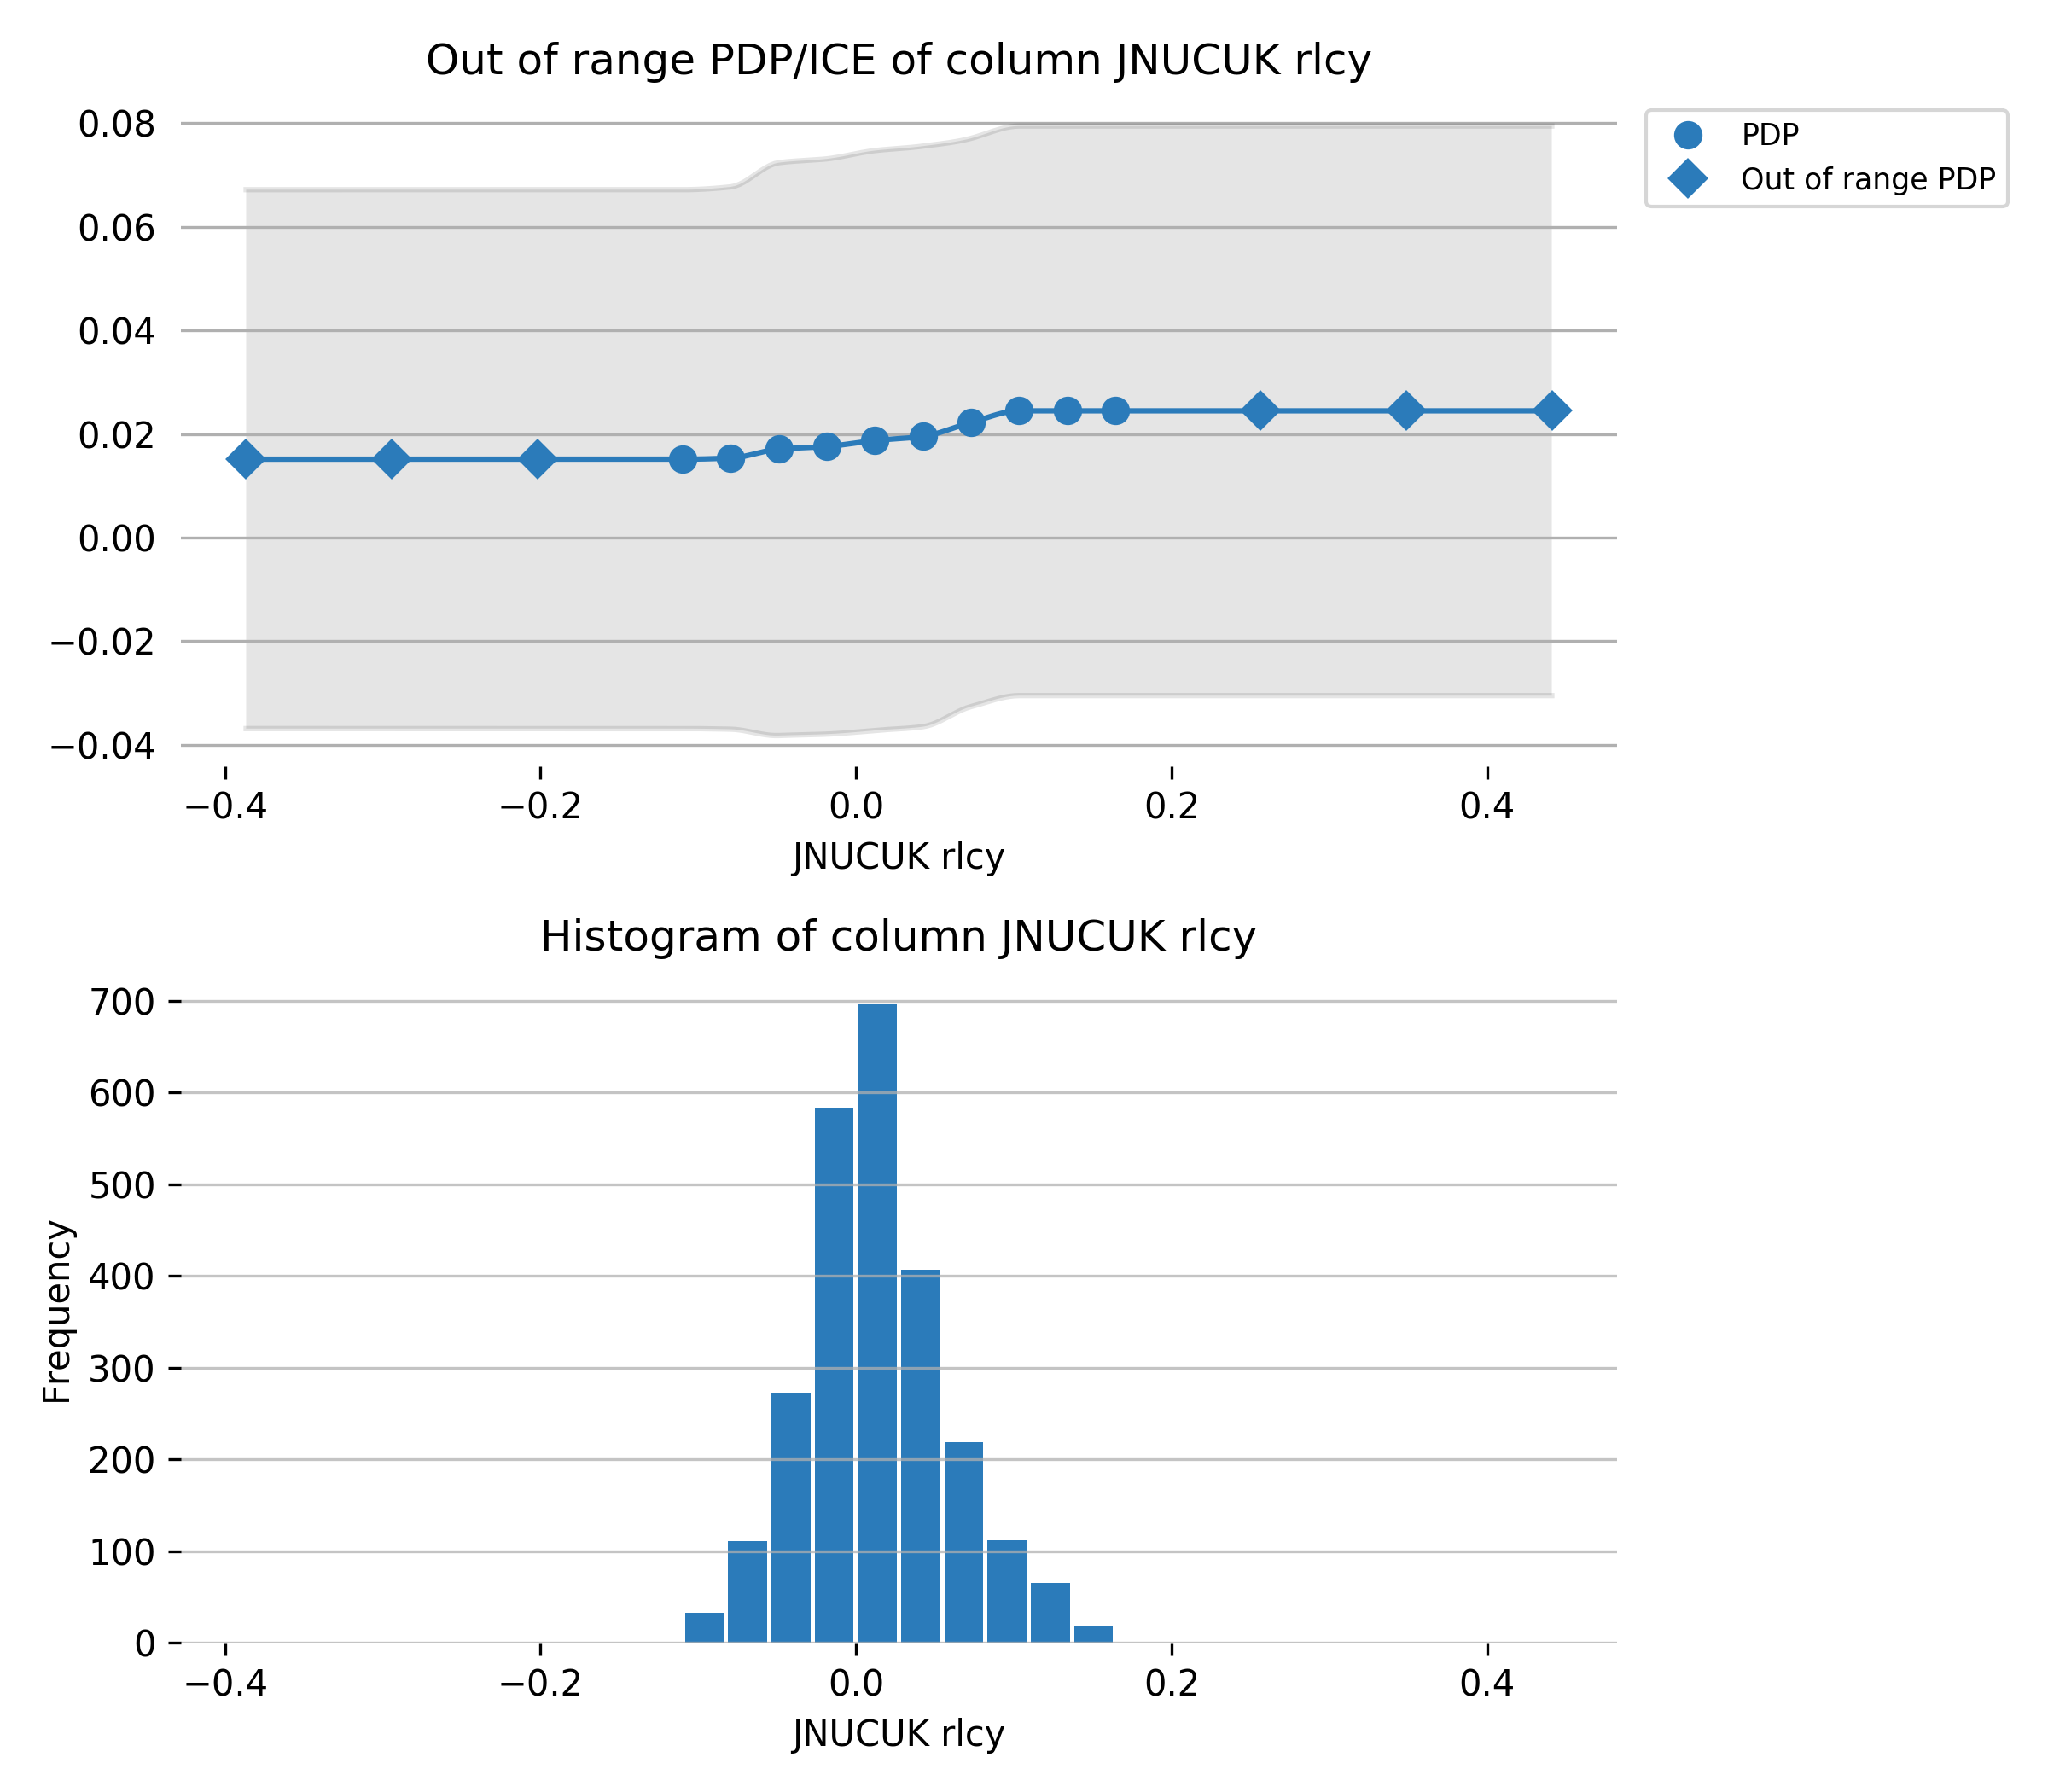 Out of range PDP/ICE of column JNUCUK rlcy
0.08
0.06
0.04
0.02
0.00
−0.02
−0.04
PDP
Out of range PDP
−0.4 −0.2 0.0 0.2 0.4
JNUCUK rlcy
Histogram of column JNUCUK rlcy
700
600
500
400
300
200
100
0
Frequency
−0.4 −0.2 0.0 0.2 0.4
JNUCUK rlcy